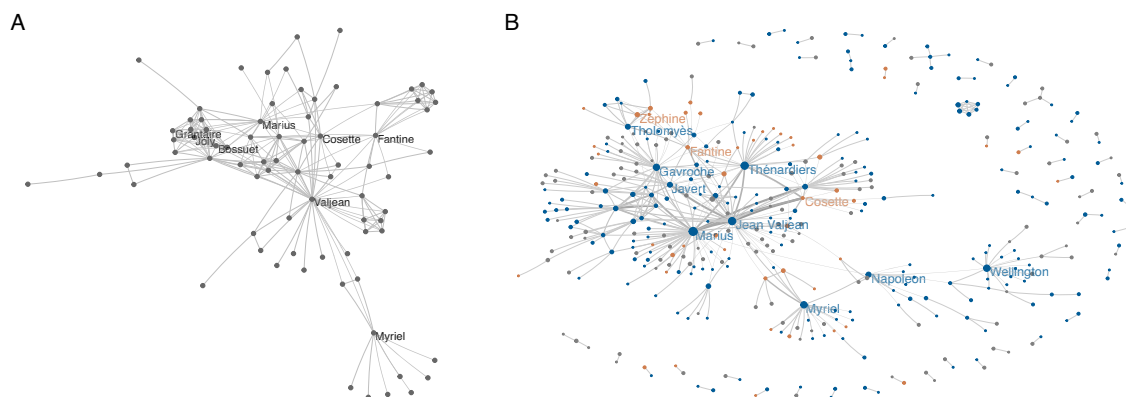 A
Grantaire
Joly
Bossuet
Marius
Cosette
Fantine
Valjean
Myriel
B
Zéphine
Tholomyès
Fantine
Gavroche
Javert
Thénardiers
Cosette
Jean Valjean
Marius
Napoleon
Wellington
Myriel